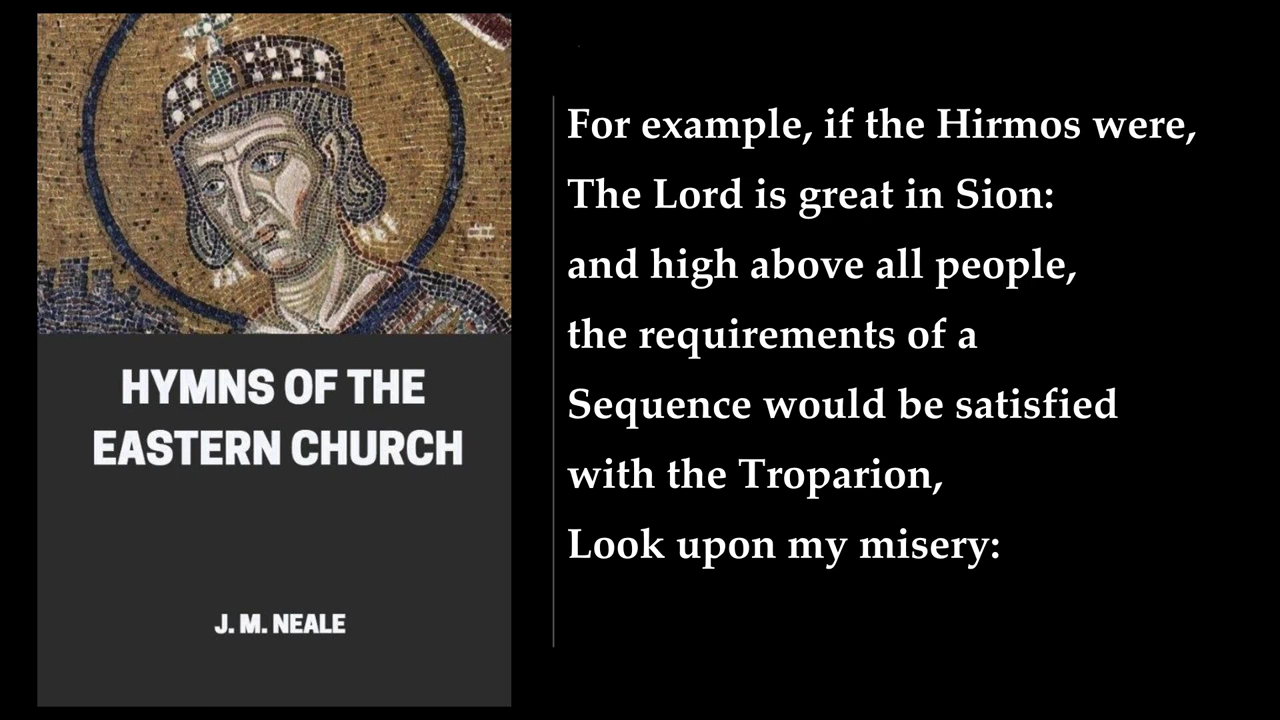 HYMNS OF THE
EASTERN CHURCH
J. M. NEALE
For example, if the Hirmos were,
The Lord is great in Sion:
and high above all people,
the requirements of a
Sequence would be satisfied
with the Troparion,
Look upon my misery: